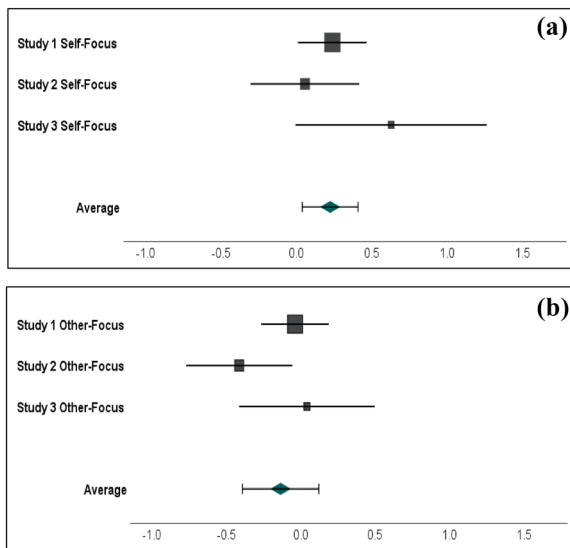 (a)
Study 1 Self-Focus
Study 2 Self-Focus
Study 3 Self-Focus
Average
-1.0 -0.5 0.0 0.5 1.0 1.5
(b)
Study 1 Other-Focus
Study 2 Other-Focus
Study 3 Other-Focus
Average
-1.0 -0.5 0.0 0.5 1.0 1.5